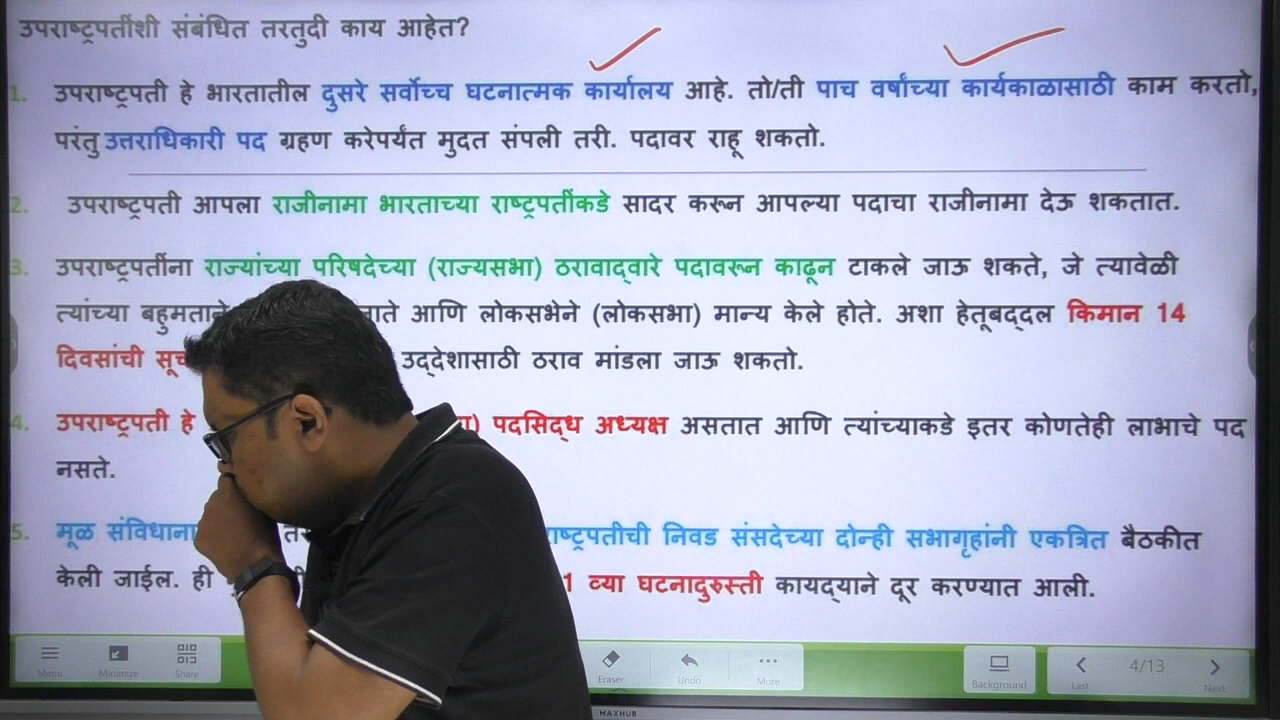 उपराष्ट्रपतींशी संबंधित तरतुदी काय आहेत?
1. उपराष्ट्रपती हे भारतातील दुसरे सर्वोच्च घटनात्मक कार्यालय आहे. तो/ती पाच वर्षांच्या कार्यकाळासाठी काम करतो,
परंतु उत्तराधिकारी पद ग्रहण करेपर्यंत मुदत संपली तरी. पदावर राहू शकतो.
2. उपराष्ट्रपती आपला राजीनामा भारताच्या राष्ट्रपतींकडे सादर करून आपल्या पदाचा राजीनामा देऊ शकतात.
3. उपराष्ट्रपतींना राज्यांच्या परिषदेच्या (राज्यसभा) ठरावाद्वारे पदावरून काढून टाकले जाऊ शकते, जे त्यावेळी
त्यांच्या बहुमताने आणि लोकसभेने (लोकसभा) मान्य केले होते. अशा हेतूबद्दल किमान 14
दिवसांची उद्देशासाठी ठराव मांडला जाऊ शकतो.
4. उपराष्ट्रपती हे पदसिद्ध अध्यक्ष असतात आणि त्यांच्याकडे इतर कोणतेही लाभाचे पद
नसते.
5. मूळ निवड संसदेच्या दोन्ही सभागृहांनी एकत्रित बैठकीत
केली जाईल. ही व्या घटनादुरुस्ती कायद्याने दूर करण्यात आली.
Menu Minimize Share Eraser Undo More Background Last 4/13 Next
MAXHUB